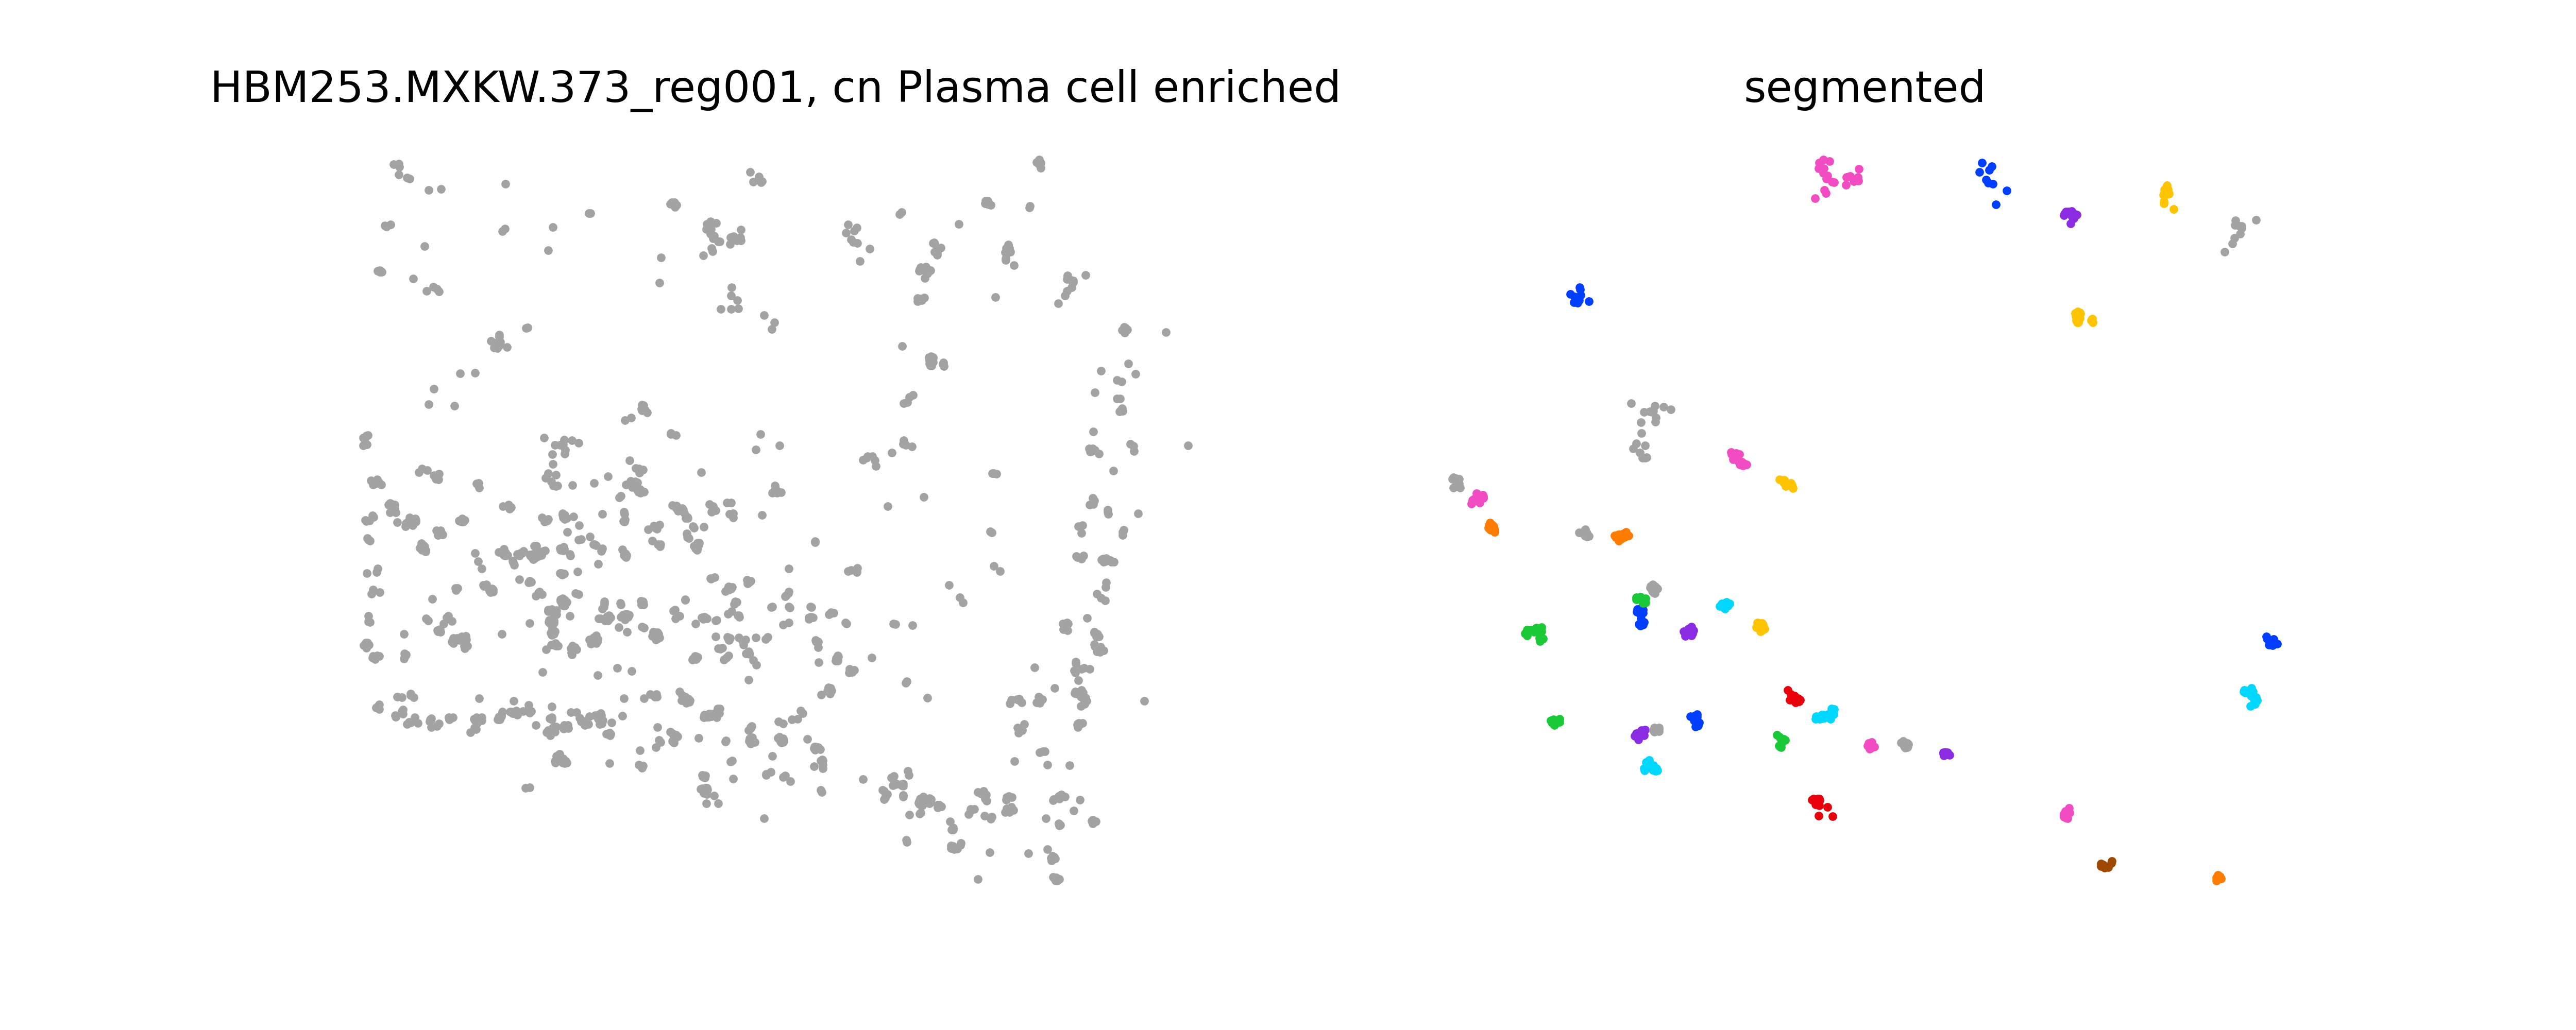 HBM253.MXKW.373_reg001, cn Plasma cell enriched
segmented